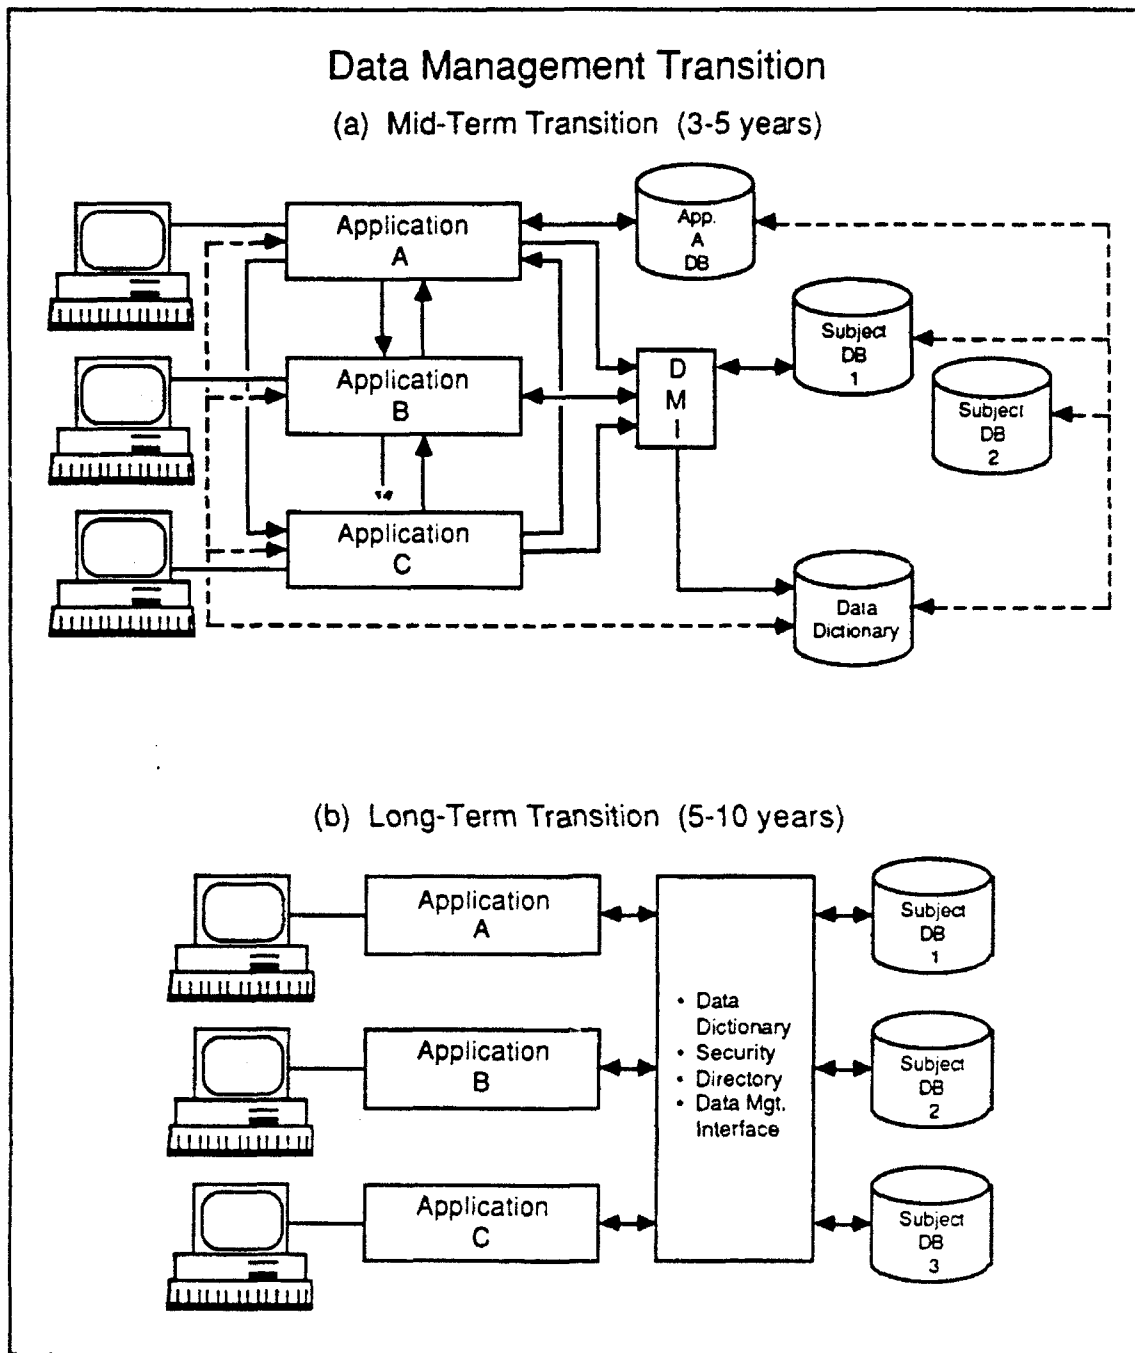 Data Management Transition
(a) Mid-Term Transition (3-5 years)
Application
A
App.
A
DB
Subject
DB
1
Application
B
D
M
I
Subject
DB
2
Application
C
Data
Dictionary
(b) Long-Term Transition (5-10 years)
Application
A
Subject
DB
1
• Data
Dictionary
• Security
• Directory
• Data Mgt.
Interface
Application
B
Subject
DB
2
Application
C
Subject
DB
3